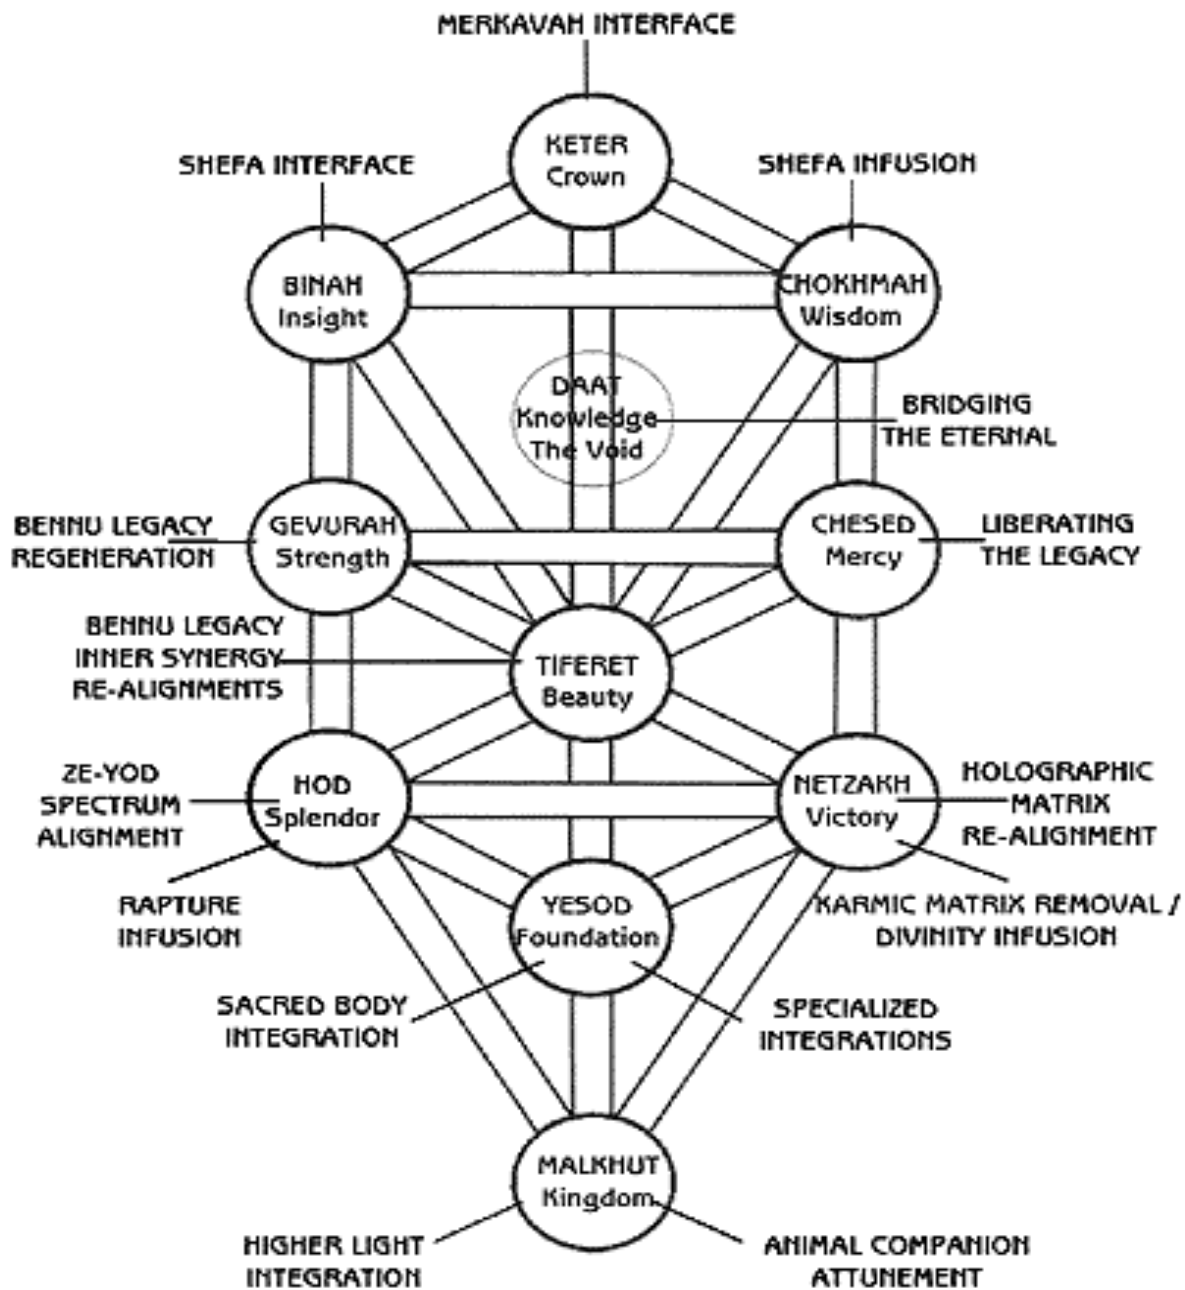 MERKAVAH INTERFACE
KETER
Crown
SHEFA INTERFACE
SHEFA INFUSION
BINAH
Insight
CHOKHMAH
Wisdom
DAAT
Knowledge
The Void
BRIDGING
THE ETERNAL
BENNU LEGACY
REGENERATION
GEVURAH
Strength
CHESED
Mercy
LIBERATING
THE LEGACY
BENNU LEGACY
INNER SYNERGY
RE-ALIGNMENTS
TIFERET
Beauty
ZE-YOD
SPECTRUM
ALIGNMENT
HOD
Splendor
NETZAKH
Victory
HOLOGRAPHIC
MATRIX
RE-ALIGNMENT
RAPTURE
INFUSION
YESOD
Foundation
KARMIC MATRIX REMOVAL /
DIVINITY INFUSION
SACRED BODY
INTEGRATION
SPECIALIZED
INTEGRATIONS
MALKHUT
Kingdom
HIGHER LIGHT
INTEGRATION
ANIMAL COMPANION
ATTUNEMENT